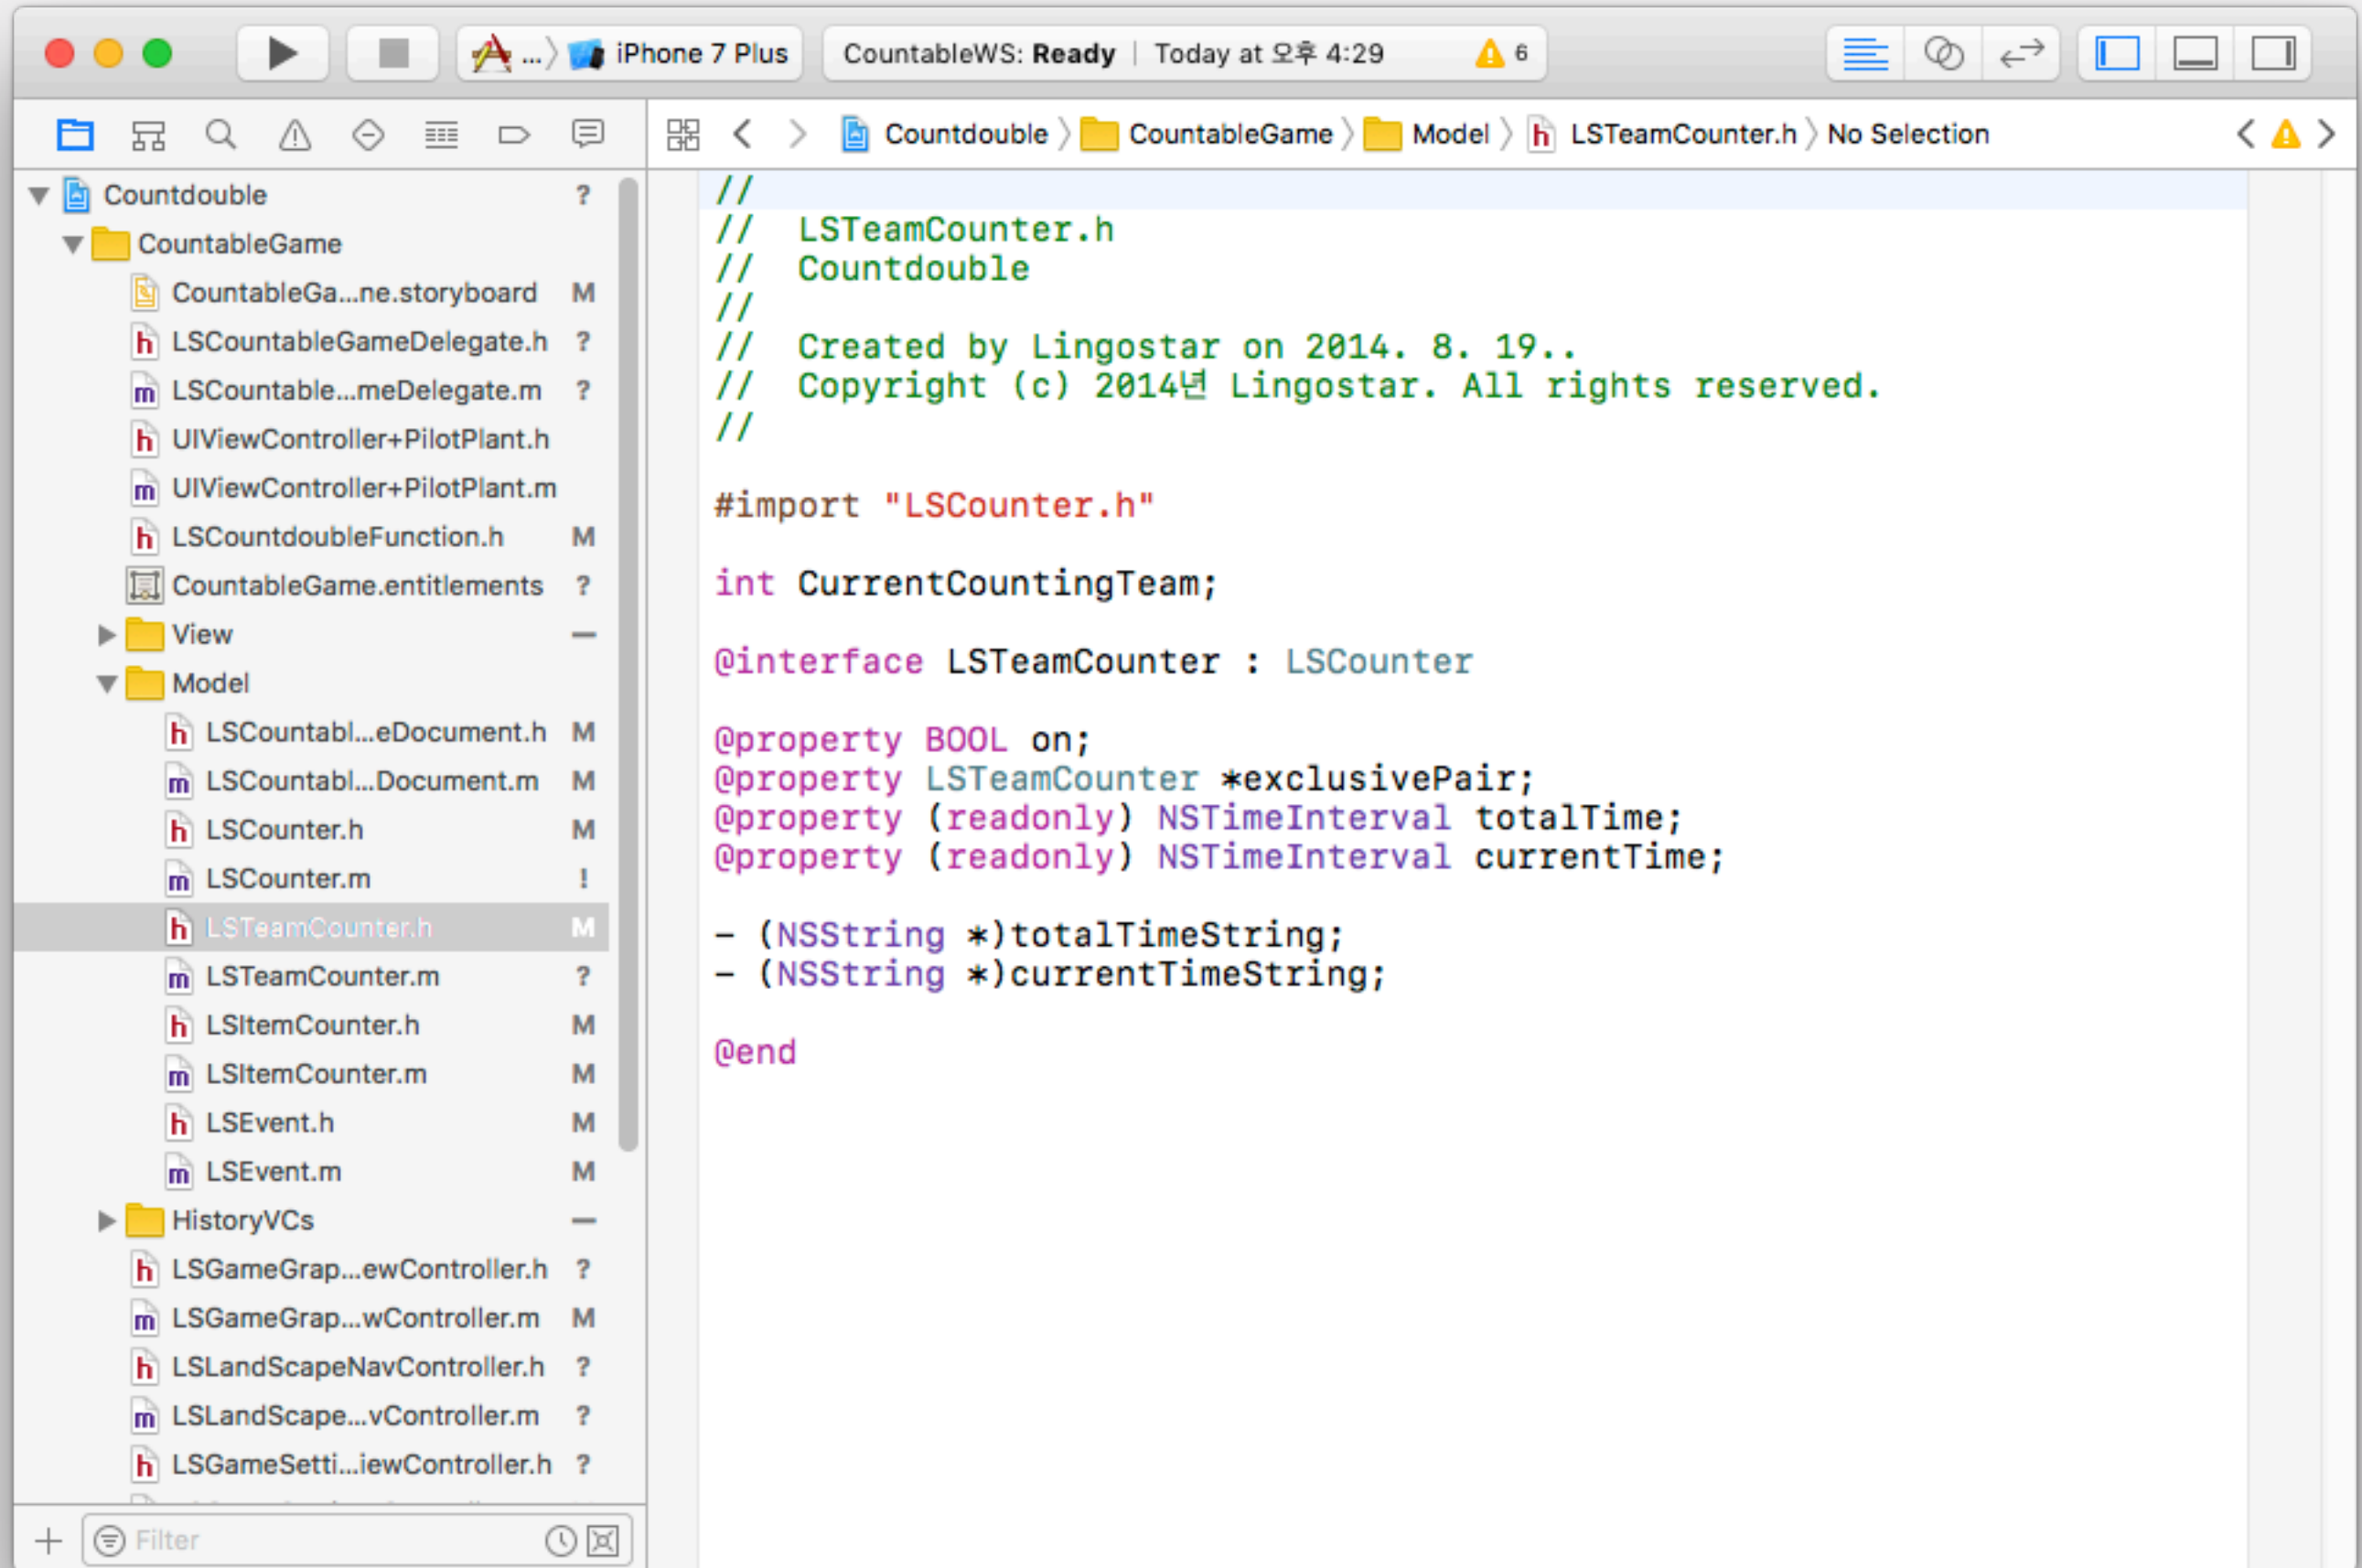 ... iPhone 7 Plus
CountableWS: Ready | Today at 오후 4:29
6
Countdouble ?
CountableGame
CountableGa...ne.storyboard M
h LSCountableGameDelegate.h ?
m LSCountable...meDelegate.m ?
h UIViewController+PilotPlant.h
m UIViewController+PilotPlant.m
h LSCountdoubleFunction.h M
CountableGame.entitlements ?
View —
Model
h LSCountabl...eDocument.h M
m LSCountabl...Document.m M
h LSCounter.h M
m LSCounter.m !
h LSTeamCounter.h M
m LSTeamCounter.m ?
h LSItemCounter.h M
m LSItemCounter.m M
h LSEvent.h M
m LSEvent.m M
HistoryVCs —
h LSGameGrap...ewController.h ?
m LSGameGrap...wController.m M
h LSLandScapeNavController.h ?
m LSLandScape...vController.m ?
h LSGameSetti...iewController.h ?
Filter
Countdouble CountableGame Model h LSTeamCounter.h No Selection
//
//  LSTeamCounter.h
//  Countdouble
//
//  Created by Lingostar on 2014. 8. 19..
//  Copyright (c) 2014년 Lingostar. All rights reserved.
//
#import "LSCounter.h"
int CurrentCountingTeam;
@interface LSTeamCounter : LSCounter
@property BOOL on;
@property LSTeamCounter *exclusivePair;
@property (readonly) NSTimeInterval totalTime;
@property (readonly) NSTimeInterval currentTime;
- (NSString *)totalTimeString;
- (NSString *)currentTimeString;
@end